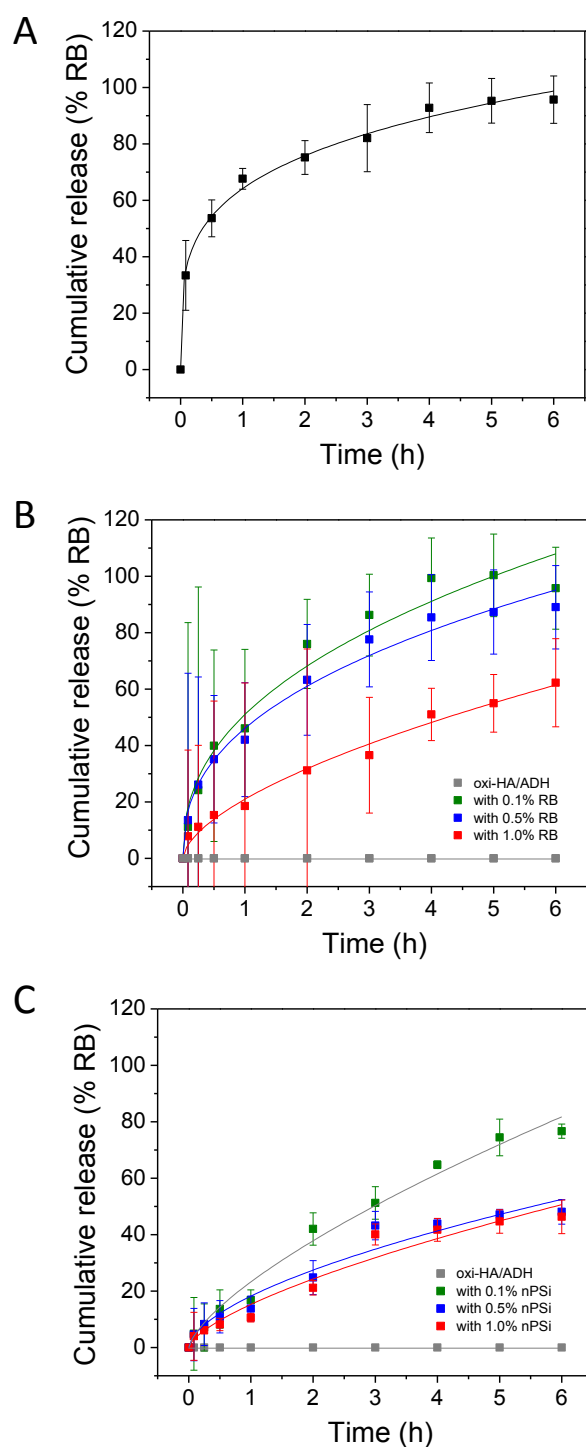 A
Cumulative release (% RB)
120
100
80
60
40
20
0
0 1 2 3 4 5 6
Time (h)
B
Cumulative release (% RB)
120
100
80
60
40
20
0
oxi-HA/ADH
with 0.1% RB
with 0.5% RB
with 1.0% RB
0 1 2 3 4 5 6
Time (h)
C
Cumulative release (% RB)
120
100
80
60
40
20
0
oxi-HA/ADH
with 0.1% nPSi
with 0.5% nPSi
with 1.0% nPSi
0 1 2 3 4 5 6
Time (h)